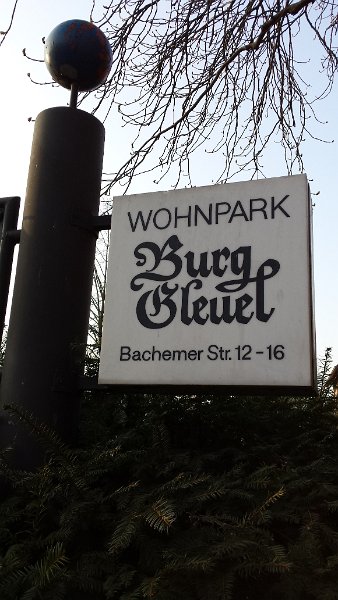 WOHNPARK
Burg
Gleuel
Bachemer Str. 12-16